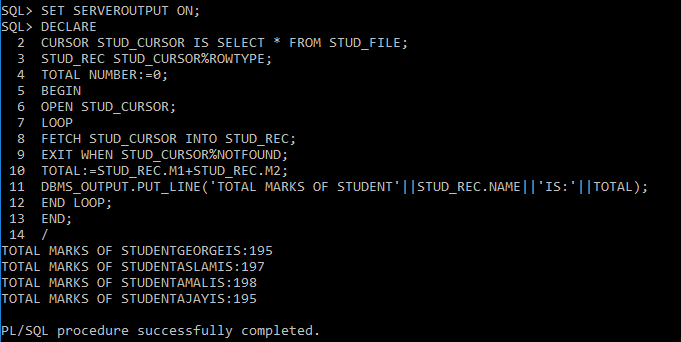 SQL> SET SERVEROUTPUT ON;
SQL> DECLARE
  2  CURSOR STUD_CURSOR IS SELECT * FROM STUD_FILE;
  3  STUD_REC STUD_CURSOR%ROWTYPE;
  4  TOTAL NUMBER:=0;
  5  BEGIN
  6  OPEN STUD_CURSOR;
  7  LOOP
  8  FETCH STUD_CURSOR INTO STUD_REC;
  9  EXIT WHEN STUD_CURSOR%NOTFOUND;
 10  TOTAL:=STUD_REC.M1+STUD_REC.M2;
 11  DBMS_OUTPUT.PUT_LINE('TOTAL MARKS OF STUDENT'||STUD_REC.NAME||'IS:'||TOTAL);
 12  END LOOP;
 13  END;
 14  /
TOTAL MARKS OF STUDENTGEORGEIS:195
TOTAL MARKS OF STUDENTASLAMIS:197
TOTAL MARKS OF STUDENTAMALIS:198
TOTAL MARKS OF STUDENTAJAYIS:195

PL/SQL procedure successfully completed.